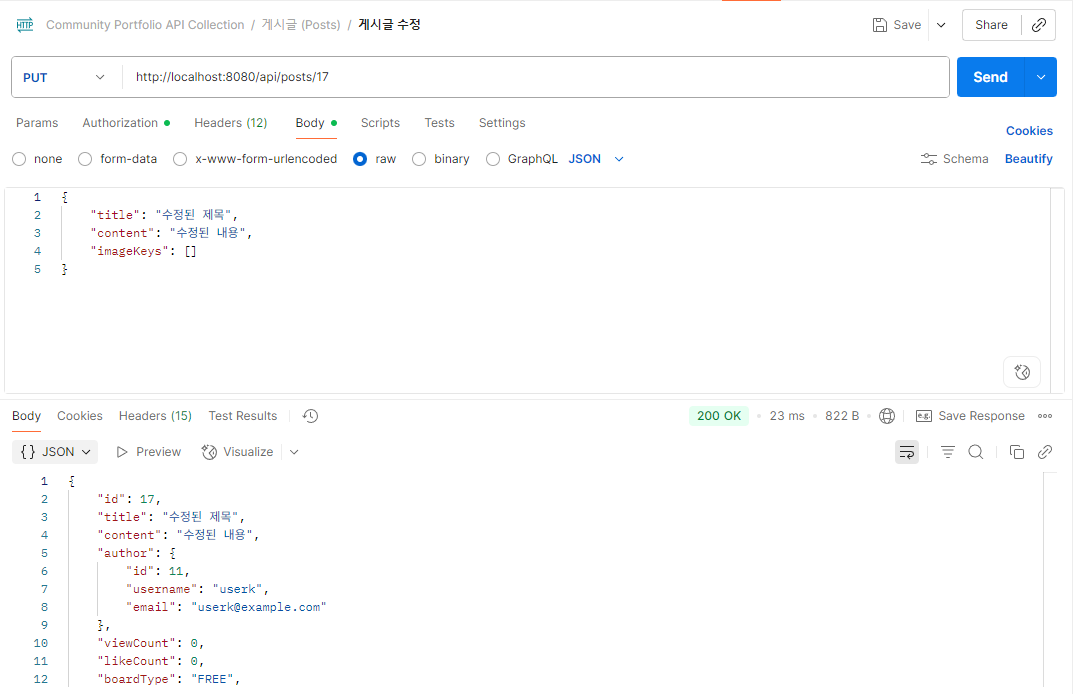 HTTP Community Portfolio API Collection / 게시글 (Posts) / 게시글 수정 Save Share
PUT http://localhost:8080/api/posts/17 Send
Params Authorization Headers (12) Body Scripts Tests Settings Cookies
none form-data x-www-form-urlencoded raw binary GraphQL JSON Schema Beautify
1 {
2 "title": "수정된 제목",
3 "content": "수정된 내용",
4 "imageKeys": []
5 }
Body Cookies Headers (15) Test Results 200 OK • 23 ms • 822 B • e.g. Save Response
{} JSON Preview Visualize
1 {
2 "id": 17,
3 "title": "수정된 제목",
4 "content": "수정된 내용",
5 "author": {
6 "id": 11,
7 "username": "userk",
8 "email": "userk@example.com"
9 },
10 "viewCount": 0,
11 "likeCount": 0,
12 "boardType": "FREE",